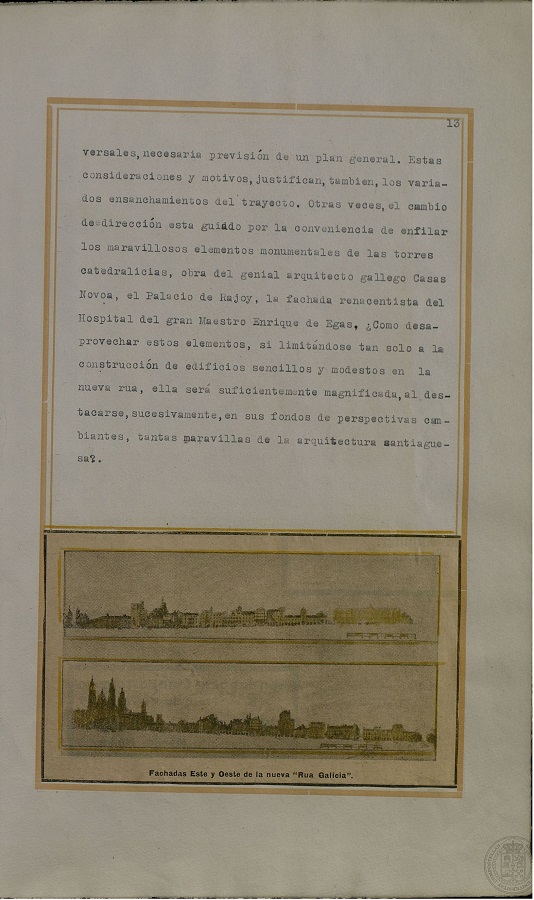 13
versales, necesaria previsión de un plan general. Estas
consideraciones y motivos, justifican, tambien, los varia-
dos ensanchamientos del trayecto. Otras veces, el cambio
de dirección esta guiado por la conveniencia de enfilar
los maravillosos elementos monumentales de las torres
catedralicias, obra del genial arquitecto gallego Casas
Novoa, el Palacio de Rajoy, la fachada renacentista del
Hospital del gran Maestro Enrique de Egas. ¿Como desa-
provechar estos elementos, si limitándose tan solo a la
construcción de edificios sencillos y modestos en la
nueva rua, ella será suficientemente magnificada, al des-
tacarse, sucesivamente, en sus fondos de perspectivas cam-
biantes, tantas maravillas de la arquitectura santiague-
sa?.
Fachadas Este y Oeste de la nueva "Rua Galicia".